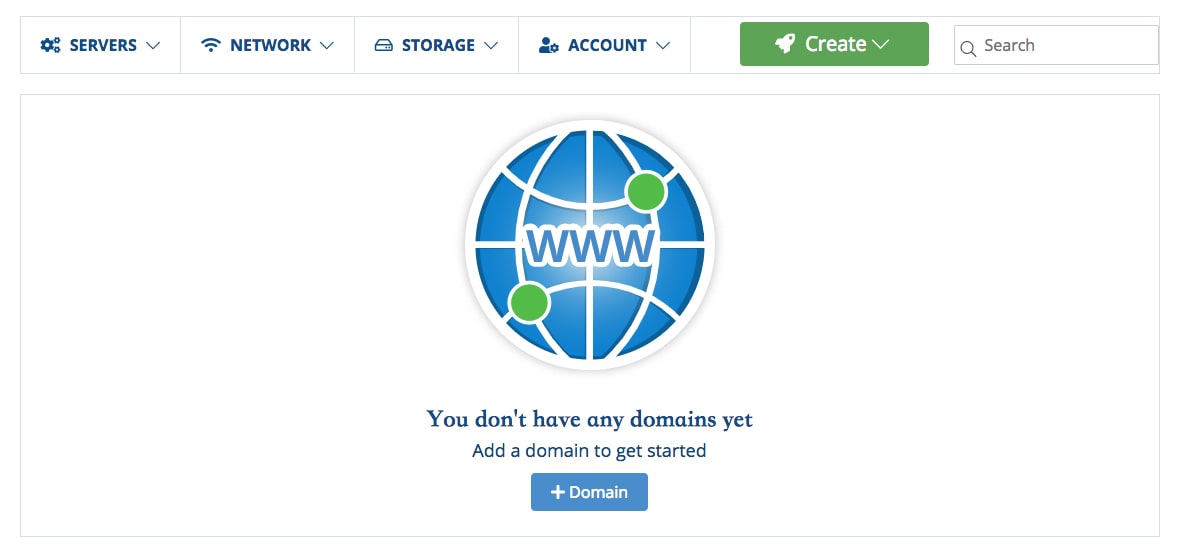 SERVERS NETWORK STORAGE ACCOUNT Create Search
www
You don't have any domains yet
Add a domain to get started
+ Domain